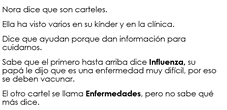 Nora dice que son carteles.
Ella ha visto varios en su kínder y en la clínica.
Dice que ayudan porque dan información para
cuidarnos.
Sabe que el primero hasta arriba dice Influenza, su
papá le dijo que es una enfermedad muy difícil, por eso
se deben vacunar.
El otro cartel se llama Enfermedades, pero no sabe qué
más dice.